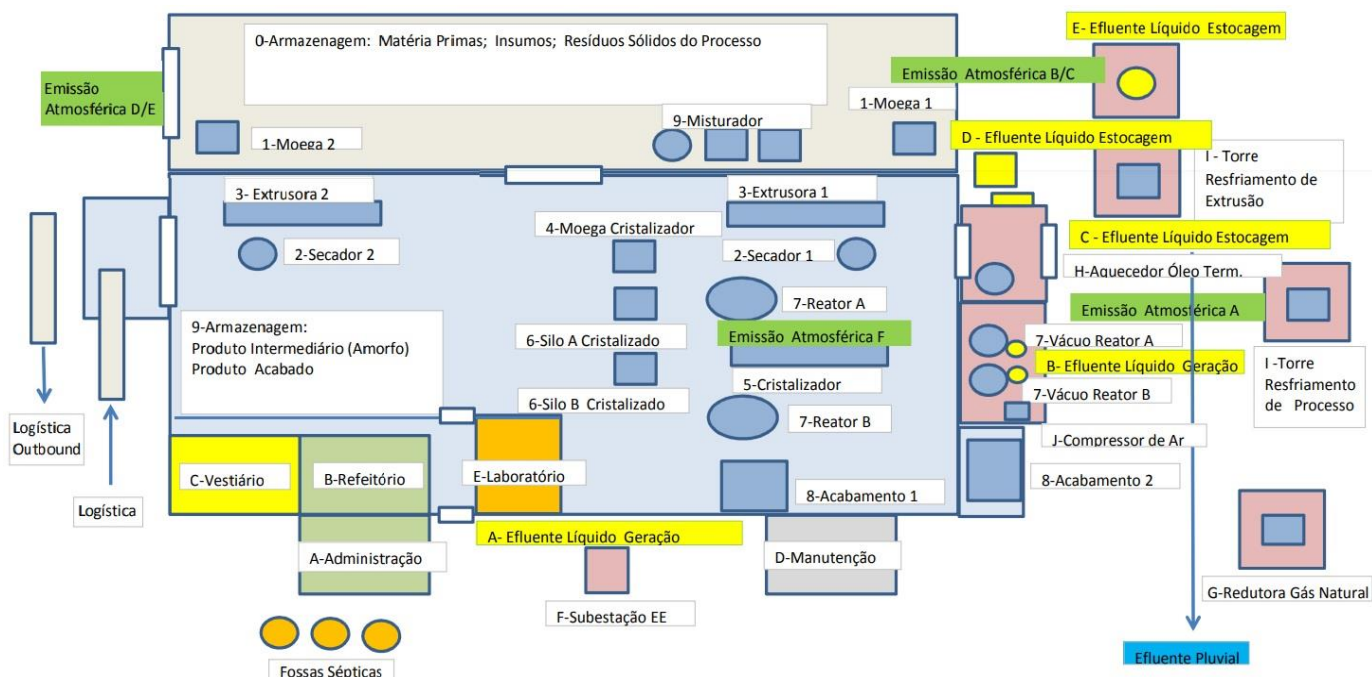 E- Efluente Líquido Estocagem
0-Armazenagem: Matéria Primas; Insumos; Resíduos Sólidos do Processo
Emissão
Atmosférica D/E
Emissão Atmosférica B/C
1-Moega 1
9-Misturador
1-Moega 2
D - Efluente Líquido Estocagem
I - Torre
Resfriamento de
Extrusão
3- Extrusora 2
3-Extrusora 1
4-Moega Cristalizador
C - Efluente Líquido Estocagem
2-Secador 2
2-Secador 1
H-Aquecedor Óleo Term.
7-Reator A
Emissão Atmosférica A
9-Armazenagem:
Produto Intermediário (Amorfo)
Produto Acabado
6-Silo A Cristalizado
Emissão Atmosférica F
7-Vácuo Reator A
B- Efluente Líquido Geração
I -Torre
Resfriamento
de Processo
5-Cristalizador
7-Vácuo Reator B
6-Silo B Cristalizado
7-Reator B
J-Compressor de Ar
Logística
Outbound
C-Vestiário
B-Refeitório
E-Laboratório
8-Acabamento 1
8-Acabamento 2
Logística
A- Efluente Líquido Geração
A-Administração
D-Manutenção
G-Redutora Gás Natural
F-Subestação EE
Efluente Pluvial
Fossas Sépticas